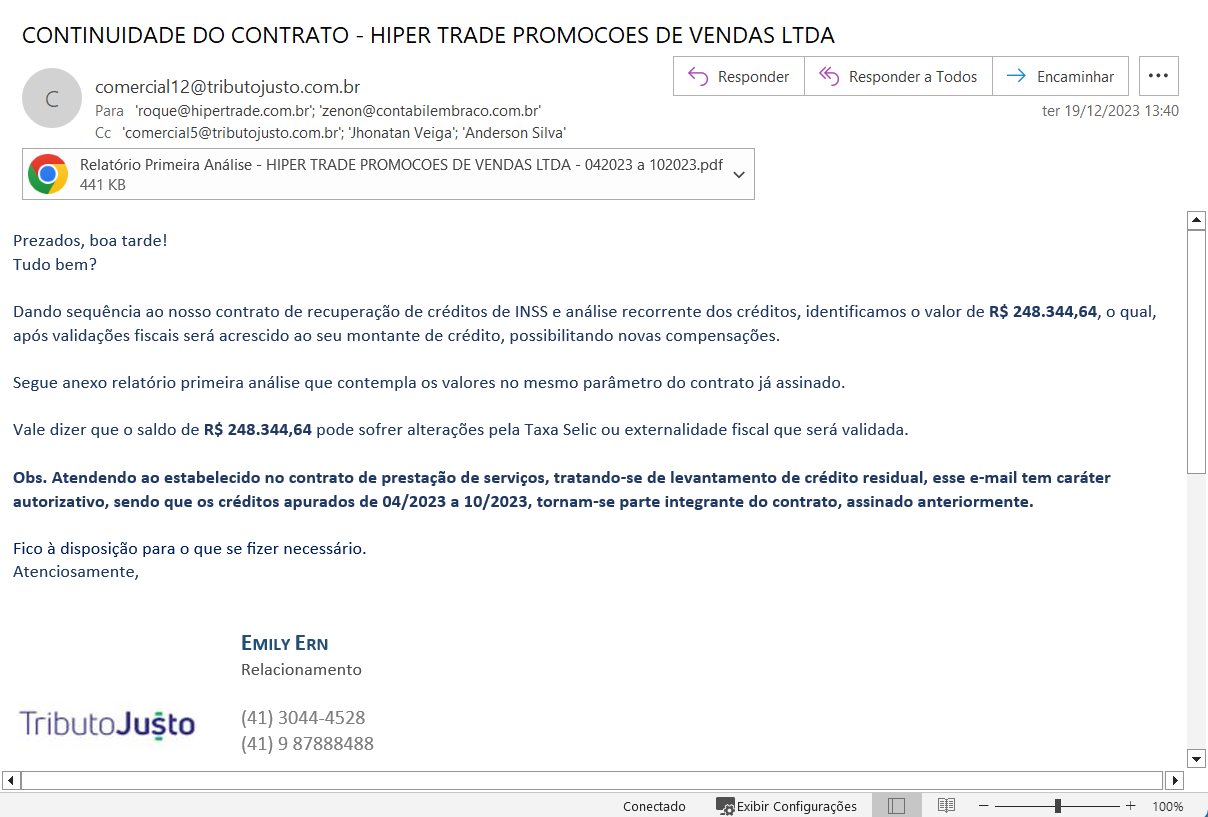 CONTINUIDADE DO CONTRATO - HIPER TRADE PROMOCOES DE VENDAS LTDA
C
comercial12@tributojusto.com.br
Para 'roque@hipertrade.com.br'; 'zenon@contabilembraco.com.br'
Cc 'comercial5@tributojusto.com.br'; 'Jhonatan Veiga'; 'Anderson Silva'
Responder
Responder a Todos
Encaminhar
ter 19/12/2023 13:40
Relatório Primeira Análise - HIPER TRADE PROMOCOES DE VENDAS LTDA - 042023 a 102023.pdf
441 KB
Prezados, boa tarde!
Tudo bem?
Dando sequência ao nosso contrato de recuperação de créditos de INSS e análise recorrente dos créditos, identificamos o valor de R$ 248.344,64, o qual,
após validações fiscais será acrescido ao seu montante de crédito, possibilitando novas compensações.
Segue anexo relatório primeira análise que contempla os valores no mesmo parâmetro do contrato já assinado.
Vale dizer que o saldo de R$ 248.344,64 pode sofrer alterações pela Taxa Selic ou externalidade fiscal que será validada.
Obs. Atendendo ao estabelecido no contrato de prestação de serviços, tratando-se de levantamento de crédito residual, esse e-mail tem caráter
autorizativo, sendo que os créditos apurados de 04/2023 a 10/2023, tornam-se parte integrante do contrato, assinado anteriormente.
Fico à disposição para o que se fizer necessário.
Atenciosamente,
EMILY ERN
Relacionamento
TributoJusto
(41) 3044-4528
(41) 9 87888488
Conectado
Exibir Configurações
100%